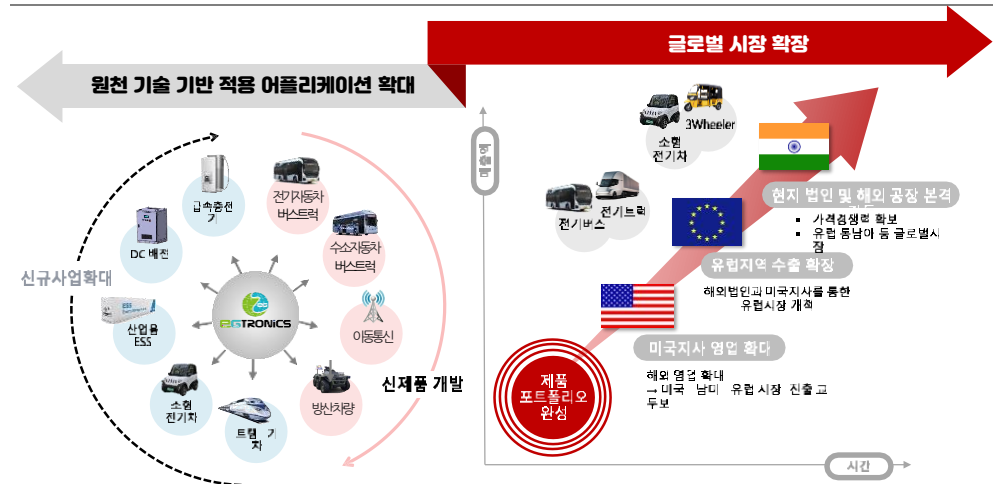 글로벌 시장 확장
원천 기술 기반 적용 어플리케이션 확대
급속충전
기
전기자동차
버스트럭
DC 배전
수소자동차
버스트럭
신규사업확대
산업용
ESS
이동통신
소형
전기차
방산차량
신제품 개발
트램 기
차
매출액
3Wheeler
소형
전기차
전기버스
전기트럭
현지 법인 및 해외 공장 본격
가격경쟁력 확보
유럽 동남아 등 글로벌시
장
유럽지역 수출 확장
해외법인과 미국지사를 통한
유럽시장 개척
미국지사 영업 확대
해외 영업 확대
→ 미국 남미 유럽 시장 진출 교
두보
제품
포트폴리오
완성
시간